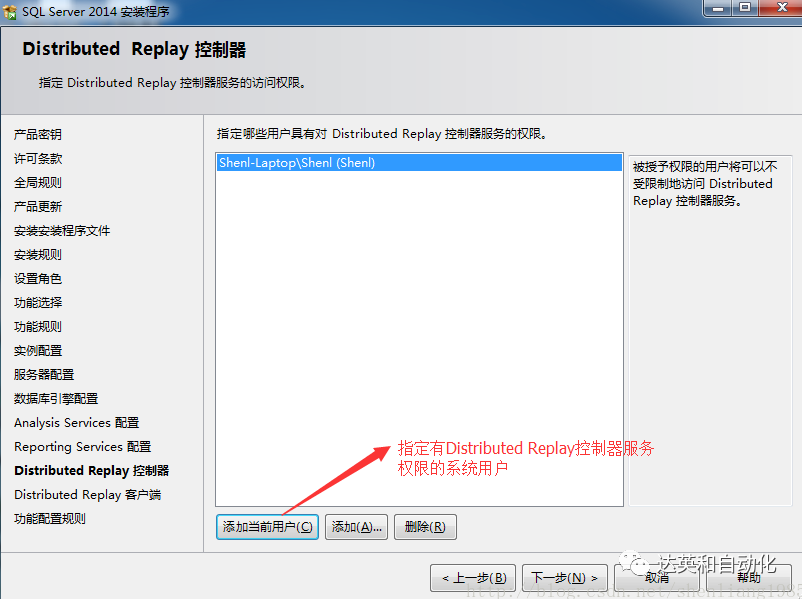 SQL Server 2014 安装程序
Distributed Replay 控制器
指定 Distributed Replay 控制器服务的访问权限。
产品密钥
许可条款
全局规则
产品更新
安装安装程序文件
安装规则
设置角色
功能选择
功能规则
实例配置
服务器配置
数据库引擎配置
Analysis Services 配置
Reporting Services 配置
Distributed Replay 控制器
Distributed Replay 客户端
功能配置规则
指定哪些用户具有对 Distributed Replay 控制器服务的权限。
Shenl-Laptop\Shenl (Shenl)
被授予权限的用户将可以不
受限制地访问 Distributed
Replay 控制器服务。
指定有Distributed Replay控制器服务
权限的系统用户
添加当前用户(C) 添加(A)... 删除(R)
< 上一步(B) 下一步(N) > 取消 帮助
达英和自动化
http://blog.csdn.net/shenliang1985